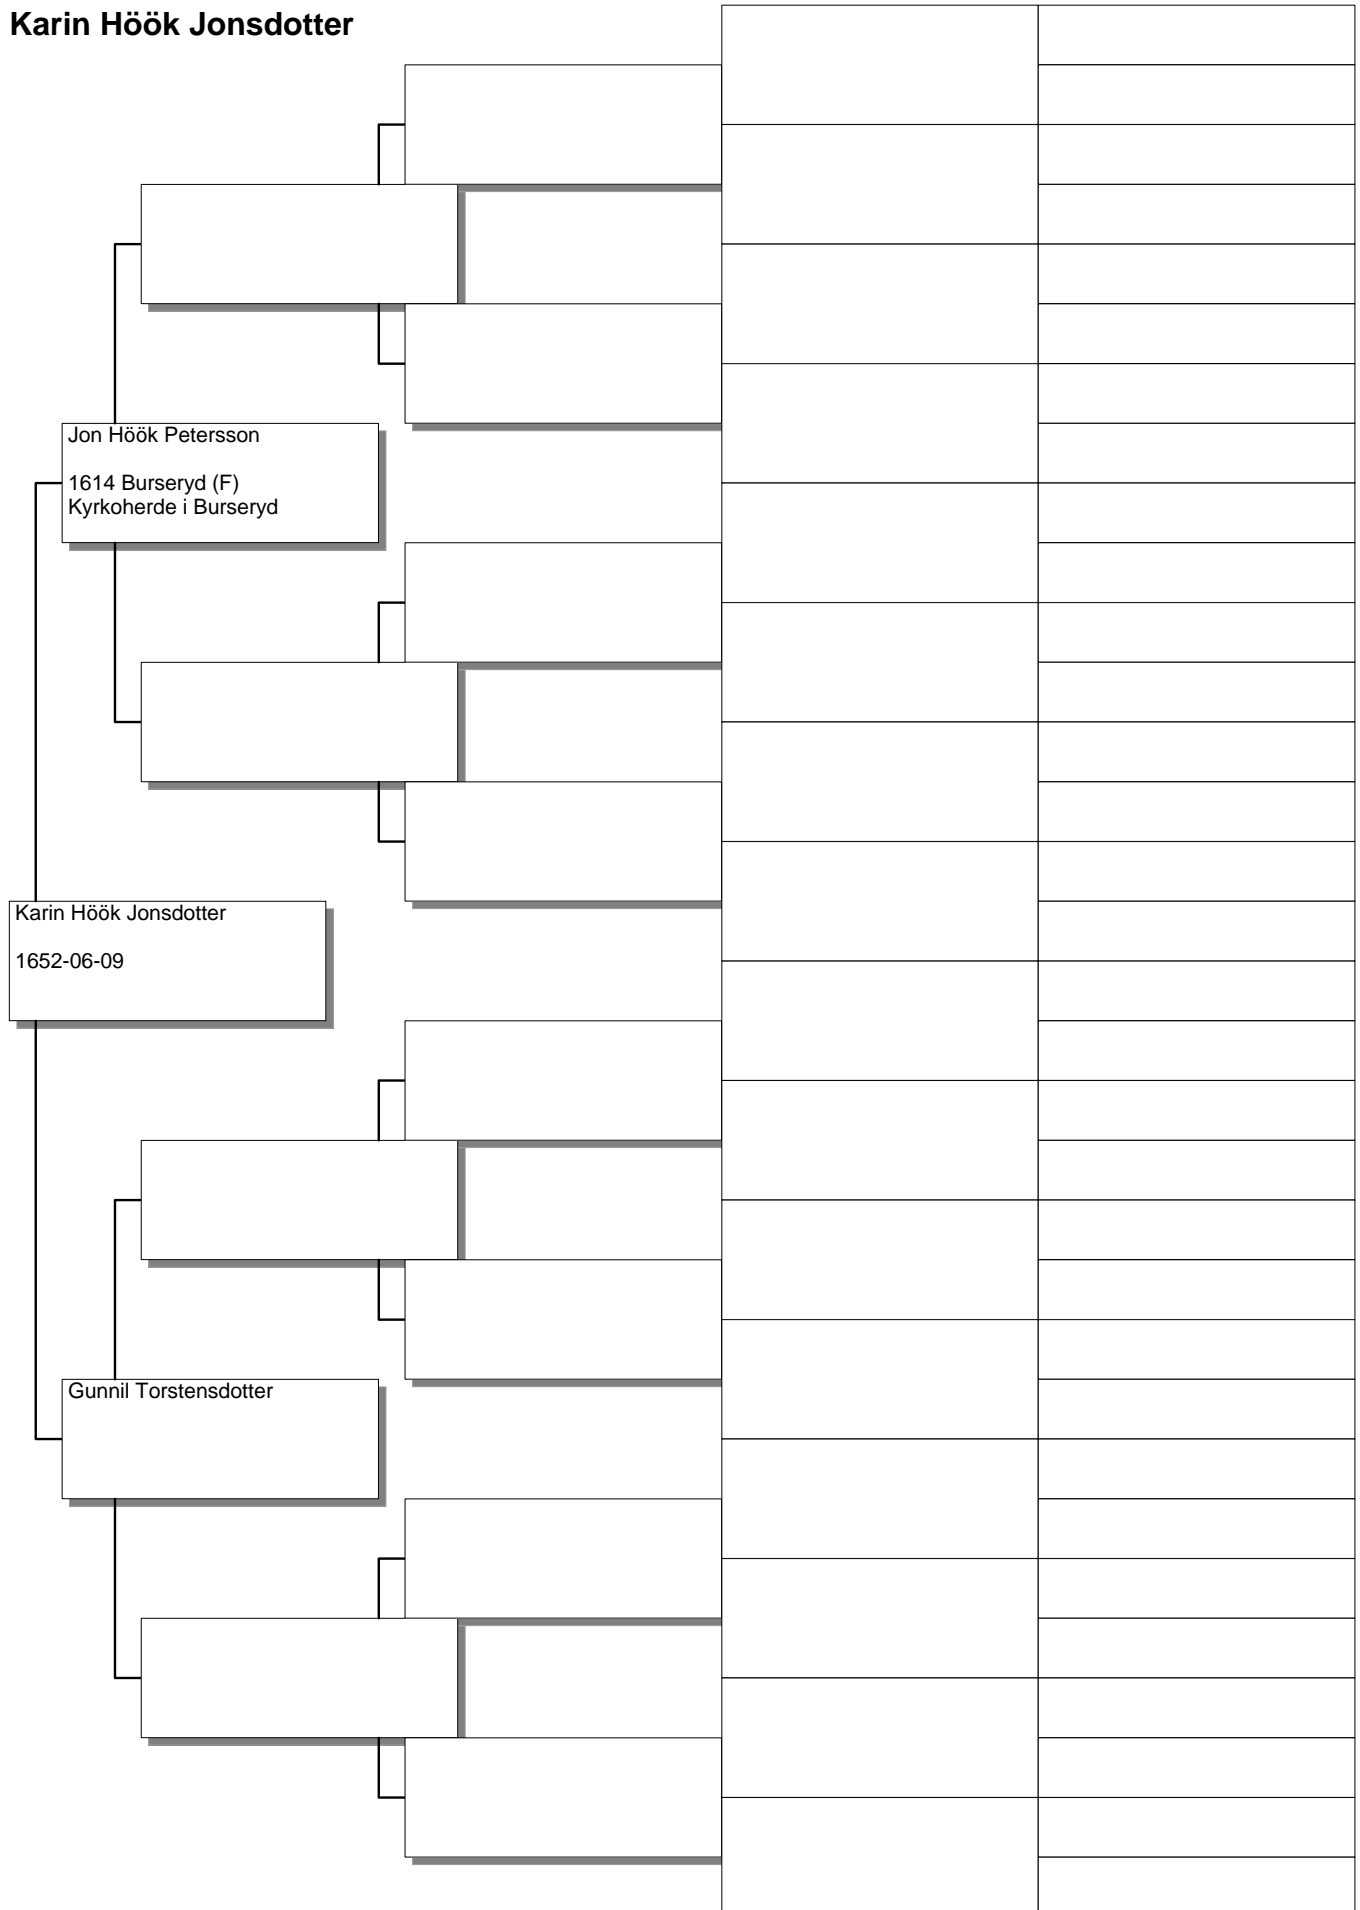 Karin Höök Jonsdotter
Jon Höök Petersson
1614 Burseryd (F)
Kyrkoherde i Burseryd
Karin Höök Jonsdotter
1652-06-09
Gunnil Torstensdotter